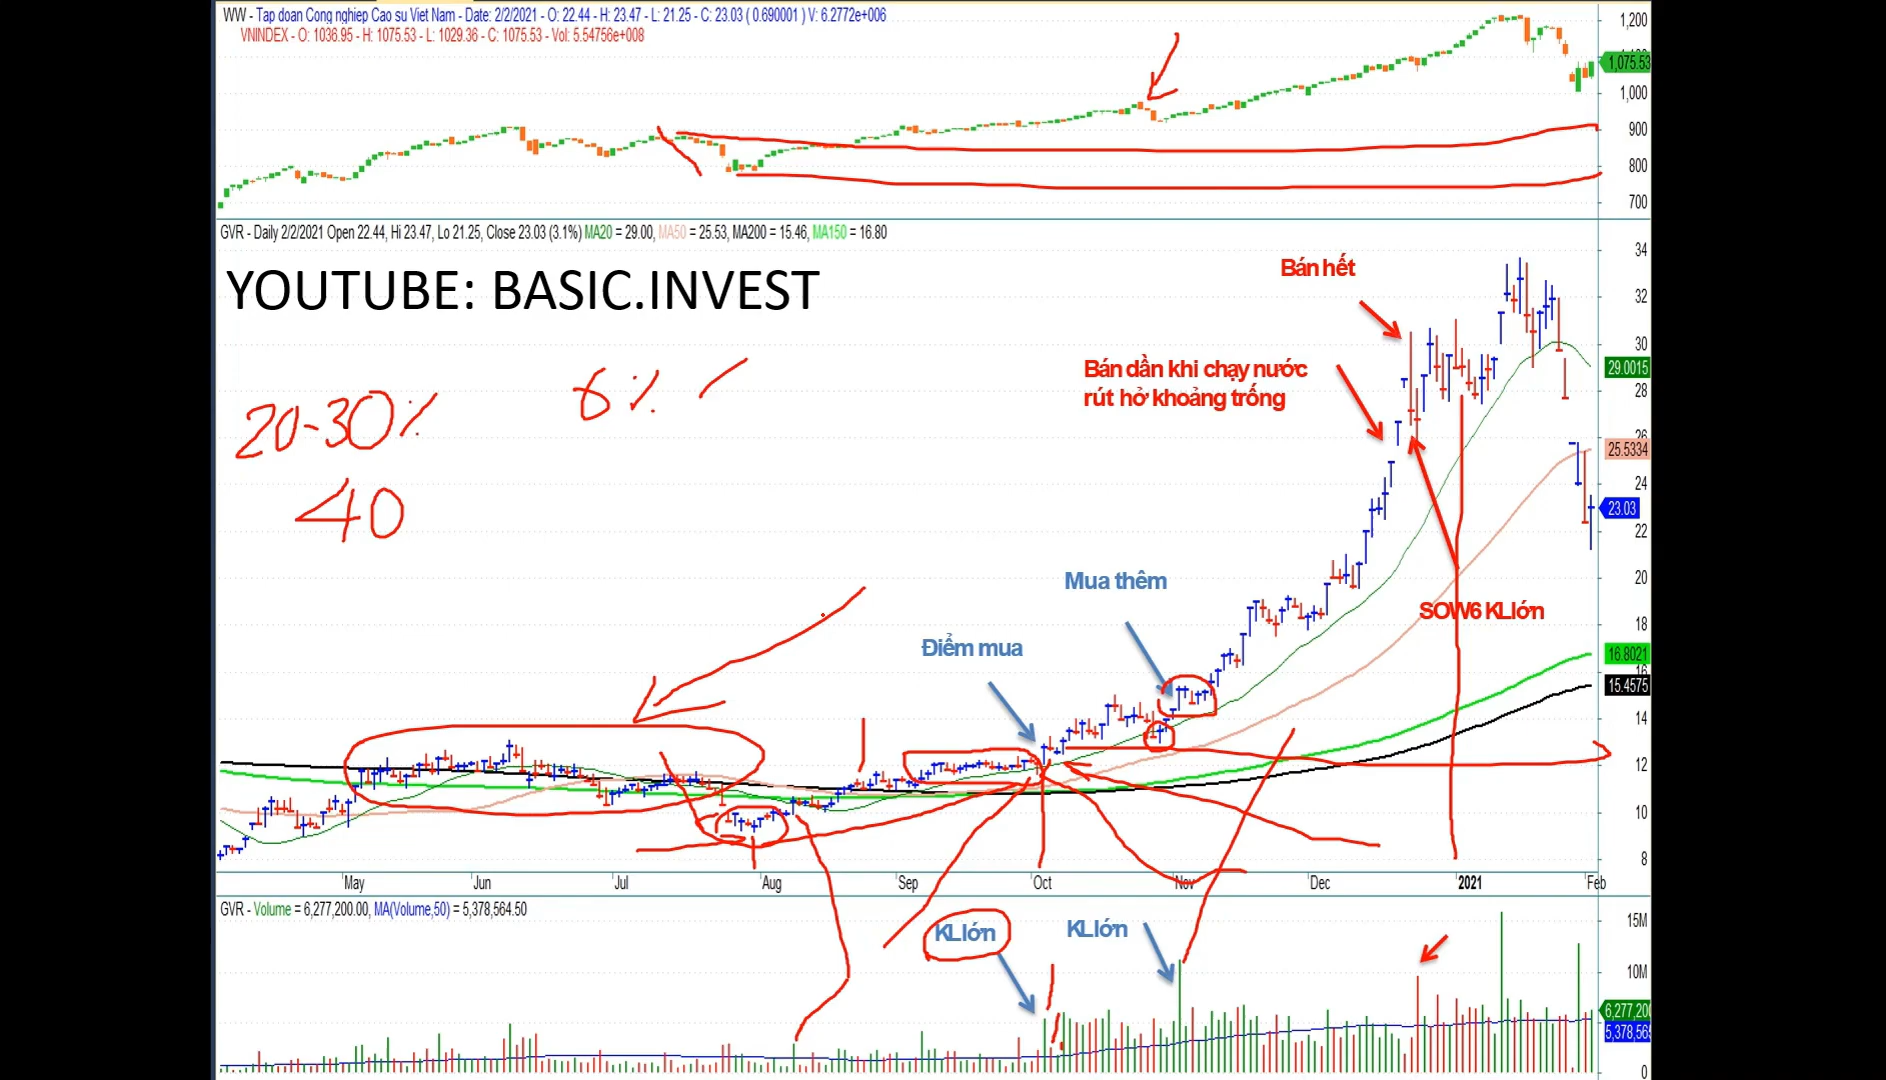 WW - Tap doan Cong nghiep Cao su Viet Nam - Date: 2/2/2021 - O: 22.44 - H: 23.47 - L: 21.25 - C: 23.03 ( 0.690001 ) V: 6.2772e+006
VNINDEX - O: 1036.95 - H: 1075.53 - L: 1029.36 - C: 1075.53 - Vol: 5.54756e+008
1,200
1,075.53
1,000
900
800
700
GVR - Daily 2/2/2021 Open 22.44, Hi 23.47, Lo 21.25, Close 23.03 (3.1%) MA20 = 29.00, MA50 = 25.53, MA200 = 15.46, MA150 = 16.80
YOUTUBE: BASIC.INVEST
34
Bán hết
32
30
29.0015
Bán dần khi chạy nước
rút hở khoảng trống
6%
28
20-30%
26
25.5334
24
40
23.03
22
Mua thêm
20
SOW6 KLlớn
18
Điểm mua
16.8021
16
15.4575
14
12
10
8
May
Jun
Jul
Aug
Sep
Oct
Nov
Dec
2021
Feb
GVR - Volume = 6,277,200.00, MA(Volume,50) = 5,378,564.50
15M
KLlớn
KLlớn
10M
6,277,200
5,378,56
0